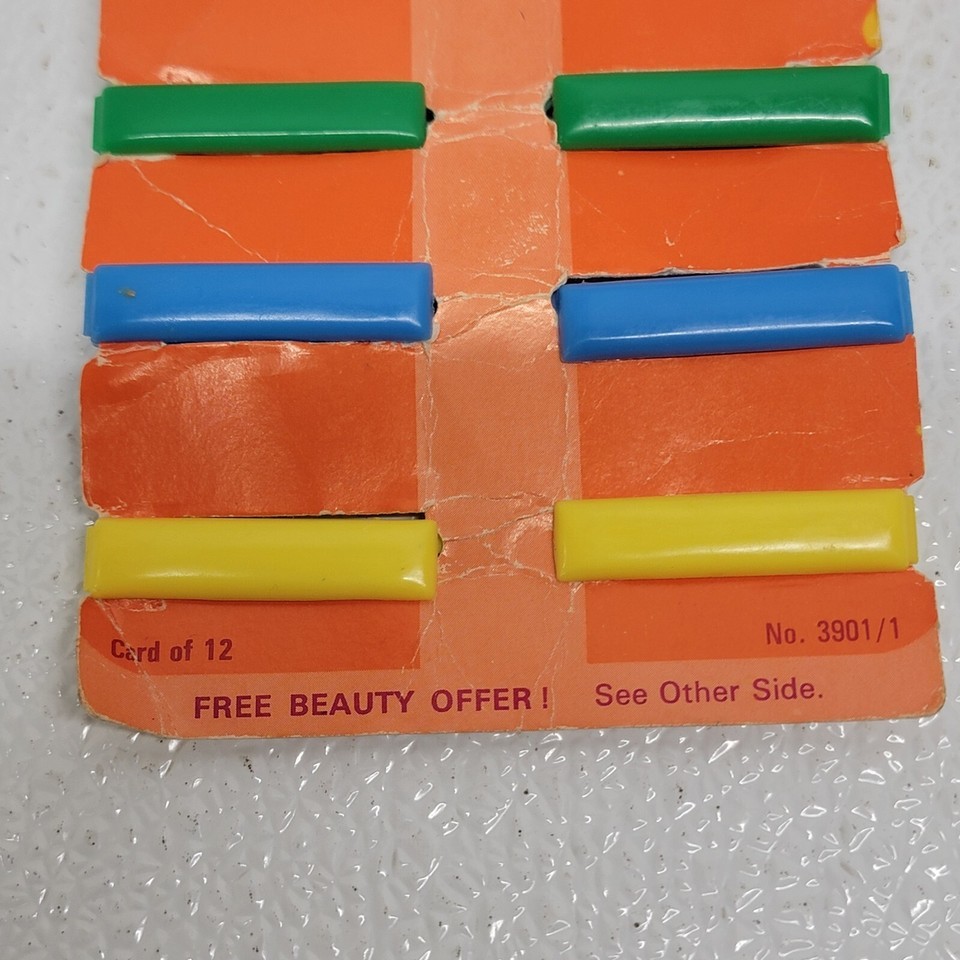 Card of 12
No. 3901/1
FREE BEAUTY OFFER! See Other Side.